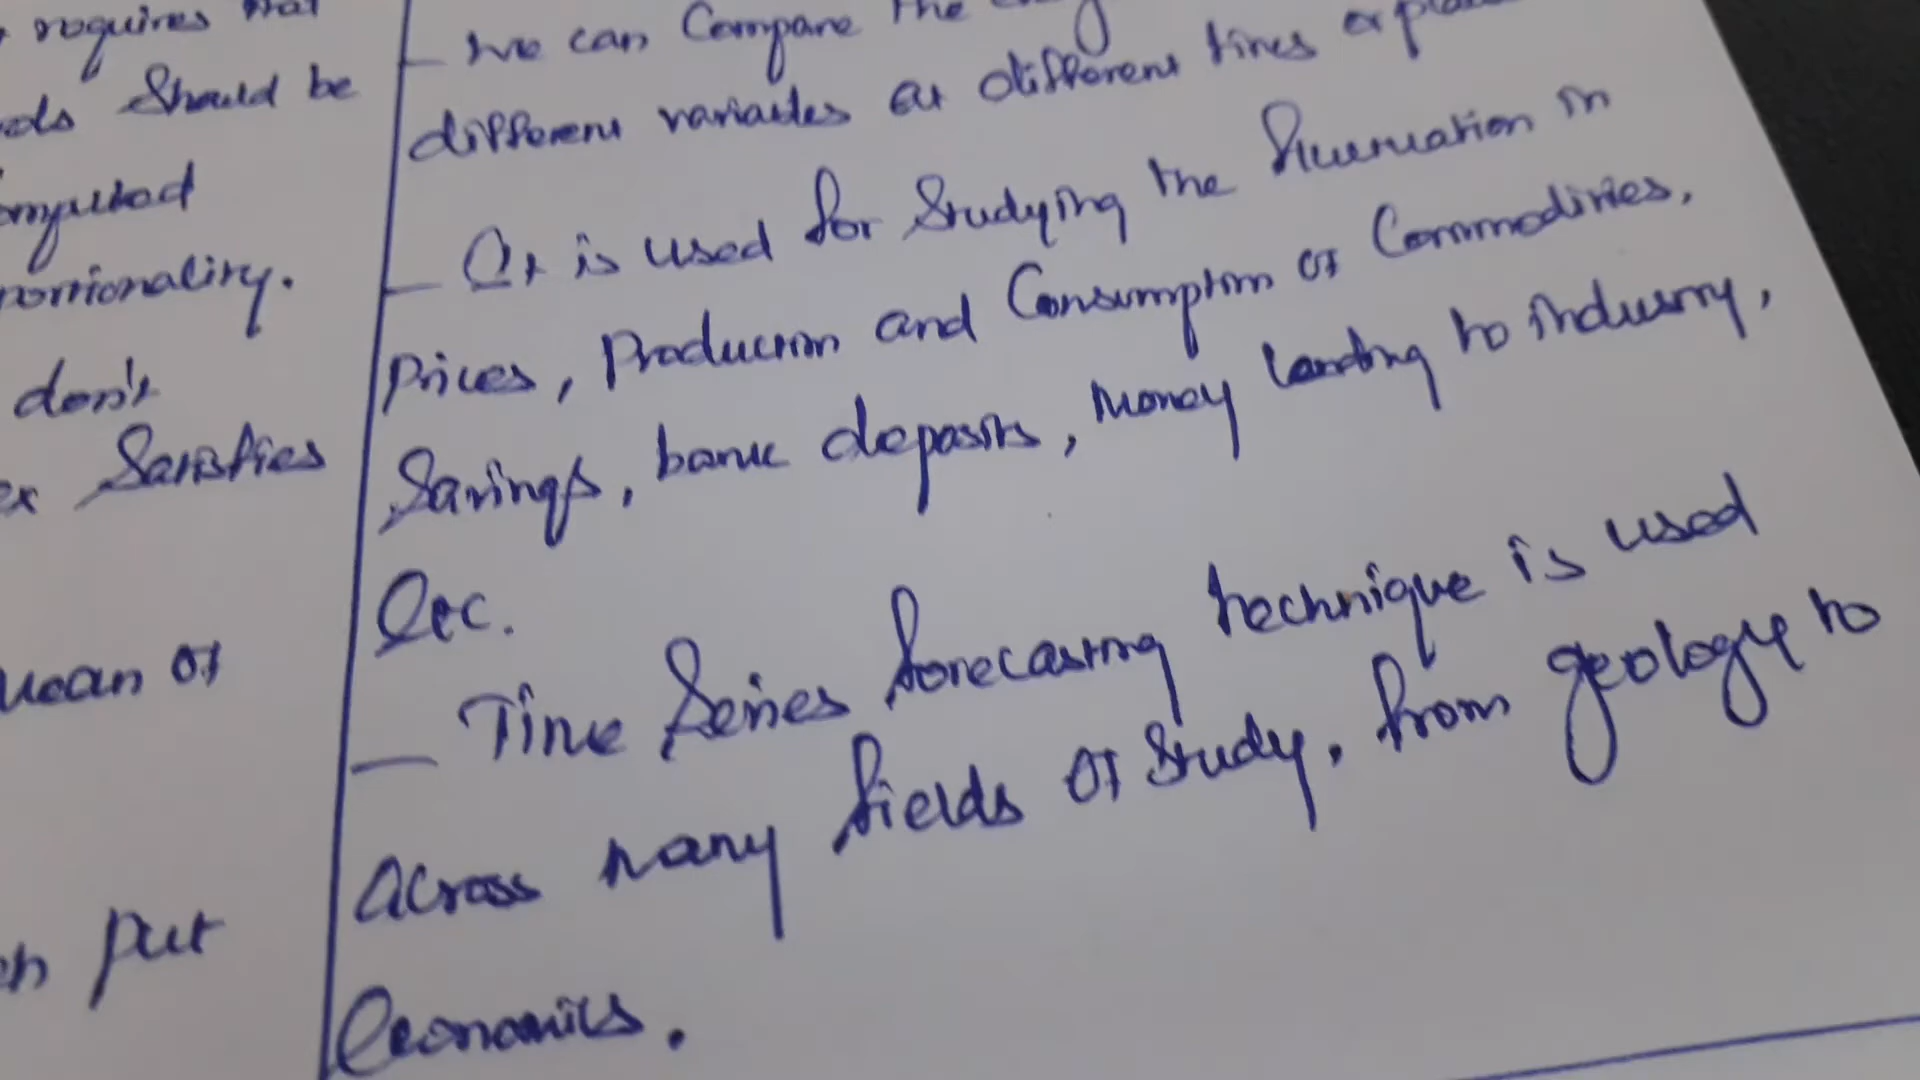 requires that
should be
portionality.
don't
Satisfies
mean of
put
– we can Compare the
different variables at different times or
– It is used for Studying the fluctuation in
Prices, Production and Consumption of Commodities,
Savings, bank deposits, money lending to industry,
Etc.
– Time Series forecasting technique is used
across many fields of study, from geology to
Economics.